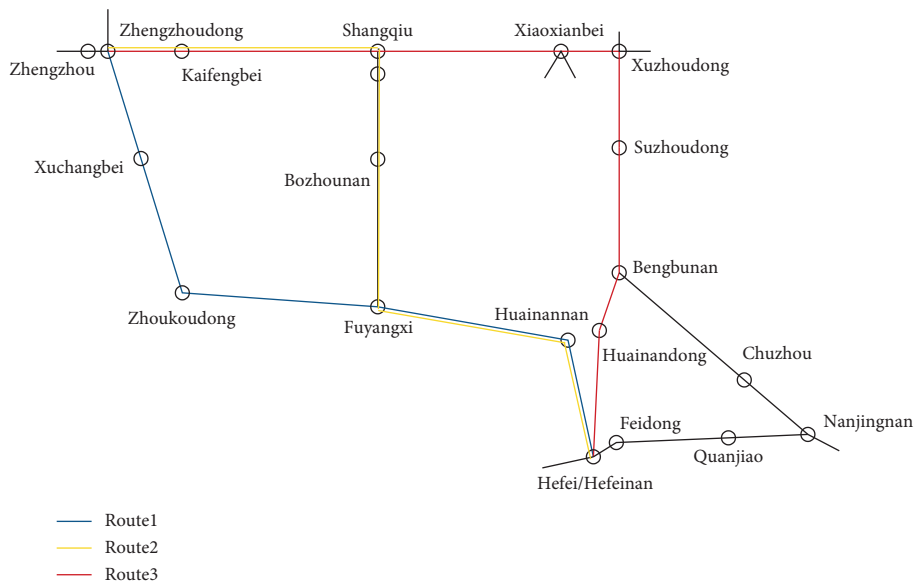 Zhengzhoudong
Shangqiu
Xiaoxianbei
Zhengzhou
Kaifengbei
Xuzhoudong
Suzhoudong
Xuchangbei
Bozhounan
Bengbunan
Zhoukoudong
Fuyangxi
Huainannan
Huainandong
Chuzhou
Feidong
Nanjingnan
Quanjiao
Hefei/Hefeinan
Route1
Route2
Route3